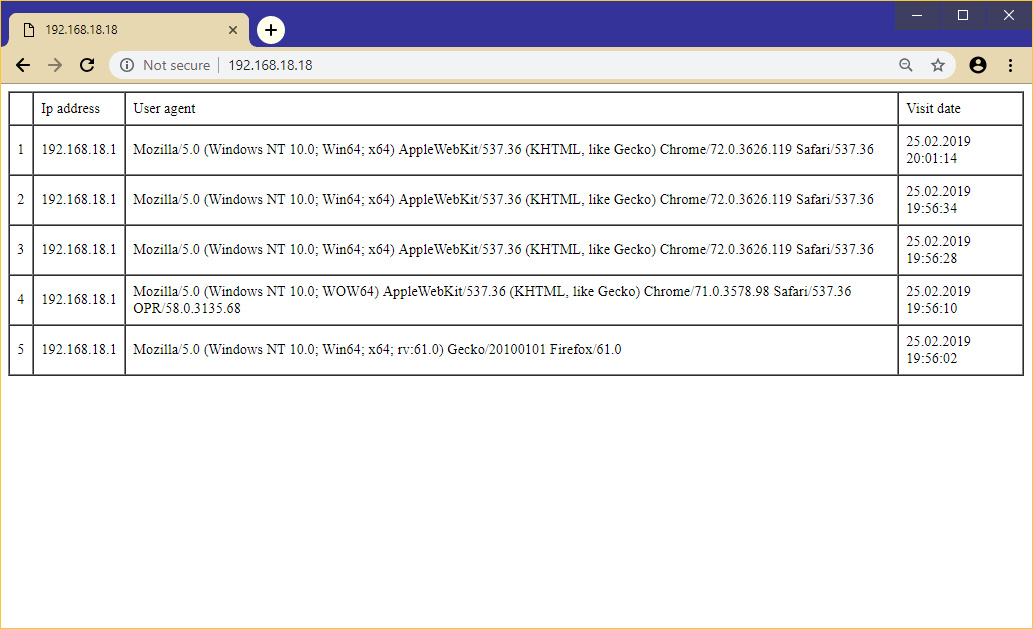 192.168.18.18
Not secure 192.168.18.18
Ip address User agent Visit date
1 192.168.18.1 Mozilla/5.0 (Windows NT 10.0; Win64; x64) AppleWebKit/537.36 (KHTML, like Gecko) Chrome/72.0.3626.119 Safari/537.36 25.02.2019
20:01:14
2 192.168.18.1 Mozilla/5.0 (Windows NT 10.0; Win64; x64) AppleWebKit/537.36 (KHTML, like Gecko) Chrome/72.0.3626.119 Safari/537.36 25.02.2019
19:56:34
3 192.168.18.1 Mozilla/5.0 (Windows NT 10.0; Win64; x64) AppleWebKit/537.36 (KHTML, like Gecko) Chrome/72.0.3626.119 Safari/537.36 25.02.2019
19:56:28
4 192.168.18.1 Mozilla/5.0 (Windows NT 10.0; WOW64) AppleWebKit/537.36 (KHTML, like Gecko) Chrome/71.0.3578.98 Safari/537.36 25.02.2019
OPR/58.0.3135.68 19:56:10
5 192.168.18.1 Mozilla/5.0 (Windows NT 10.0; Win64; x64; rv:61.0) Gecko/20100101 Firefox/61.0 25.02.2019
19:56:02